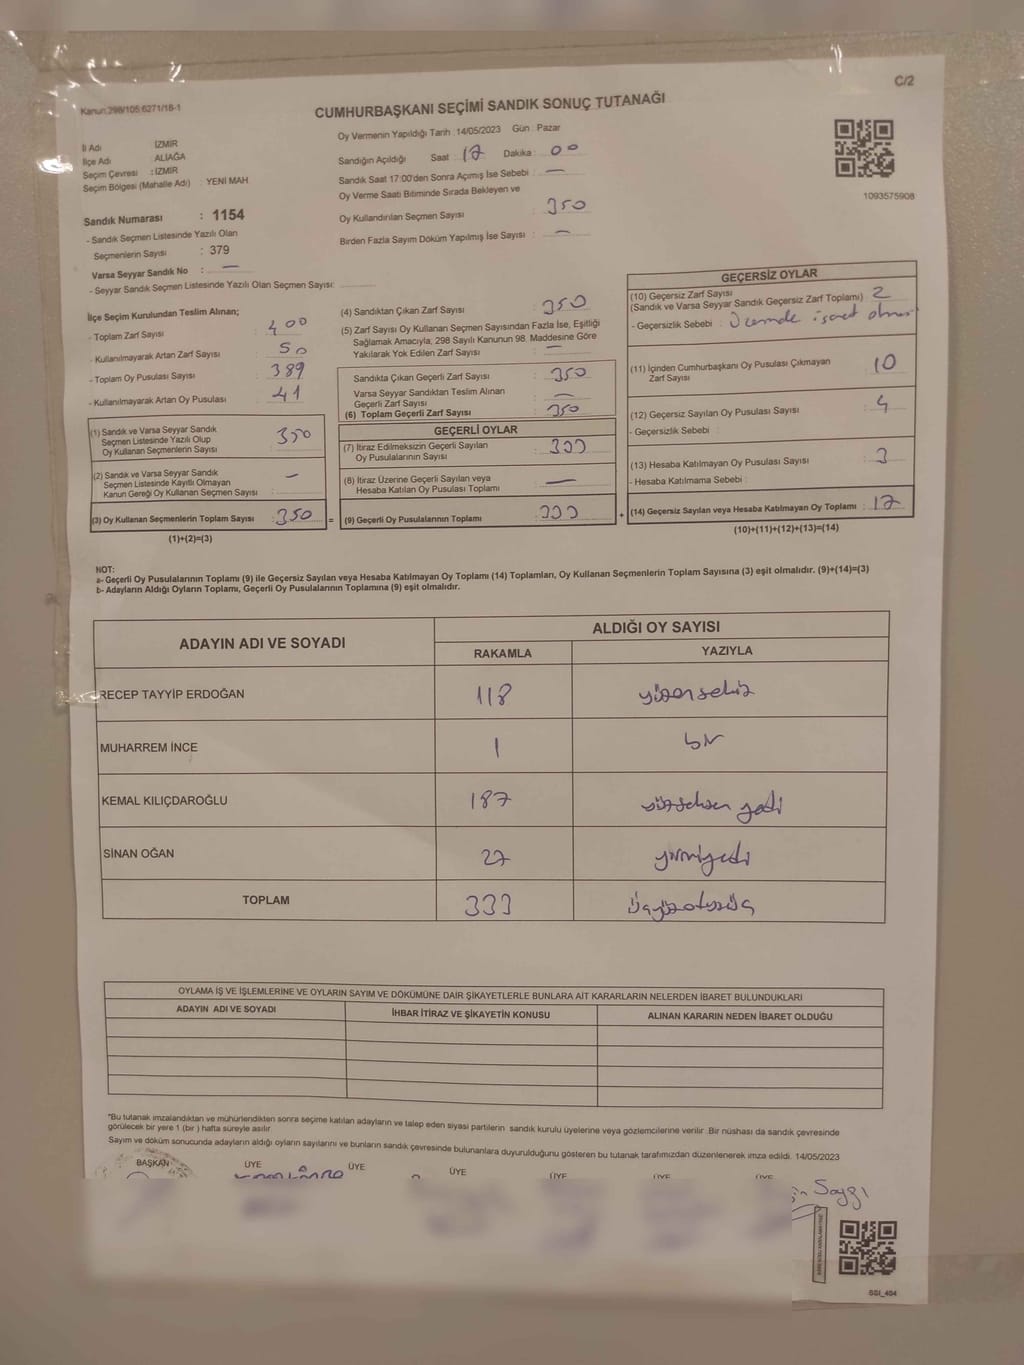 C/2
Kanun:298/105;6271/18-1
CUMHURBAŞKANI SEÇİMİ SANDIK SONUÇ TUTANAĞI
İl Adı : İZMİR
İlçe Adı : ALİAĞA
Seçim Çevresi : İZMİR
Seçim Bölgesi (Mahalle Adı) : YENİ MAH
Sandık Numarası : 1154
- Sandık Seçmen Listesinde Yazılı Olan
Seçmenlerin Sayısı : 379
Varsa Seyyar Sandık No : —
- Seyyar Sandık Seçmen Listesinde Yazılı Olan Seçmen Sayısı:
Oy Vermenin Yapıldığı Tarih : 14/05/2023 Gün : Pazar
Sandığın Açıldığı Saat : 17 Dakika : 00
Sandık Saat 17:00'den Sonra Açımış İse Sebebi : —
Oy Verme Saati Bitiminde Sırada Bekleyen ve
Oy Kullandırılan Seçmen Sayısı : 350
Birden Fazla Sayım Döküm Yapılmış İse Sayısı : —
1093575908
İlçe Seçim Kurulundan Teslim Alınan;
- Toplam Zarf Sayısı : 400
- Kullanılmayarak Artan Zarf Sayısı : 50
- Toplam Oy Pusulası Sayısı : 389
- Kullanılmayarak Artan Oy Pusulası : 41
(1) Sandık ve Varsa Seyyar Sandık
Seçmen Listesinde Yazılı Olup
Oy Kullanan Seçmenlerin Sayısı : 350
(2) Sandık ve Varsa Seyyar Sandık
Seçmen Listesinde Kayıtlı Olmayan
Kanun Gereği Oy Kullanan Seçmen Sayısı : —
(3) Oy Kullanan Seçmenlerin Toplam Sayısı : 350 =
(1)+(2)=(3)
(4) Sandıktan Çıkan Zarf Sayısı : 350
(5) Zarf Sayısı Oy Kullanan Seçmen Sayısından Fazla İse, Eşitliği
Sağlamak Amacıyla, 298 Sayılı Kanunun 98. Maddesine Göre
Yakılarak Yok Edilen Zarf Sayısı : —
Sandıkta Çıkan Geçerli Zarf Sayısı : 350
Varsa Seyyar Sandıktan Teslim Alınan
Geçerli Zarf Sayısı : —
(6) Toplam Geçerli Zarf Sayısı : 350
GEÇERLİ OYLAR
(7) İtiraz Edilmeksizin Geçerli Sayılan
Oy Pusulalarının Sayısı : 333
(8) İtiraz Üzerine Geçerli Sayılan veya
Hesaba Katılan Oy Pusulası Toplamı : —
(9) Geçerli Oy Pusulalarının Toplamı : 333 +
GEÇERSİZ OYLAR
(10) Geçersiz Zarf Sayısı
(Sandık ve Varsa Seyyar Sandık Geçersiz Zarf Toplamı) : 2
- Geçersizlik Sebebi : Üzerinde işaret olması
(11) İçinden Cumhurbaşkanı Oy Pusulası Çıkmayan
Zarf Sayısı : 10
(12) Geçersiz Sayılan Oy Pusulası Sayısı : 4
- Geçersizlik Sebebi :
(13) Hesaba Katılmayan Oy Pusulası Sayısı : 3
- Hesaba Katılmama Sebebi :
(14) Geçersiz Sayılan veya Hesaba Katılmayan Oy Toplamı : 17
(10)+(11)+(12)+(13)=(14)
NOT:
a- Geçerli Oy Pusulalarının Toplamı (9) ile Geçersiz Sayılan veya Hesaba Katılmayan Oy Toplamı (14) Toplamları, Oy Kullanan Seçmenlerin Toplam Sayısına (3) eşit olmalıdır. (9)+(14)=(3)
b- Adayların Aldığı Oyların Toplamı, Geçerli Oy Pusulalarının Toplamına (9) eşit olmalıdır.
ADAYIN ADI VE SOYADI
ALDIĞI OY SAYISI
RAKAMLA YAZIYLA
RECEP TAYYİP ERDOĞAN 118 yüzonsekiz
MUHARREM İNCE 1 bir
KEMAL KILIÇDAROĞLU 187 yüzseksen yedi
SİNAN OĞAN 27 yirmiyedi
TOPLAM 333 üçyüzotuzüç
OYLAMA İŞ VE İŞLEMLERİNE VE OYLARIN SAYIM VE DÖKÜMÜNE DAİR ŞİKAYETLERLE BUNLARA AİT KARARLARIN NELERDEN İBARET BULUNDUKLARI
ADAYIN ADI VE SOYADI İHBAR İTİRAZ VE ŞİKAYETİN KONUSU ALINAN KARARIN NEDEN İBARET OLDUĞU
*Bu tutanak imzalandıktan ve mühürlendikten sonra seçime katılan adayların ve talep eden siyasi partilerin sandık kurulu üyelerine veya gözlemcilerine verilir. Bir nüshası da sandık çevresinde
görülecek bir yere 1 (bir ) hafta süreyle asılır
Sayım ve döküm sonucunda adayların aldığı oyların sayılarını ve bunların sandık çevresinde bulunanlara duyurulduğunu gösteren bu tutanak tarafımızdan düzenlenerek imza edildi. 14/05/2023
BAŞKAN ÜYE ÜYE ÜYE ÜYE ÜYE ÜYE
Saygı
SSI_404